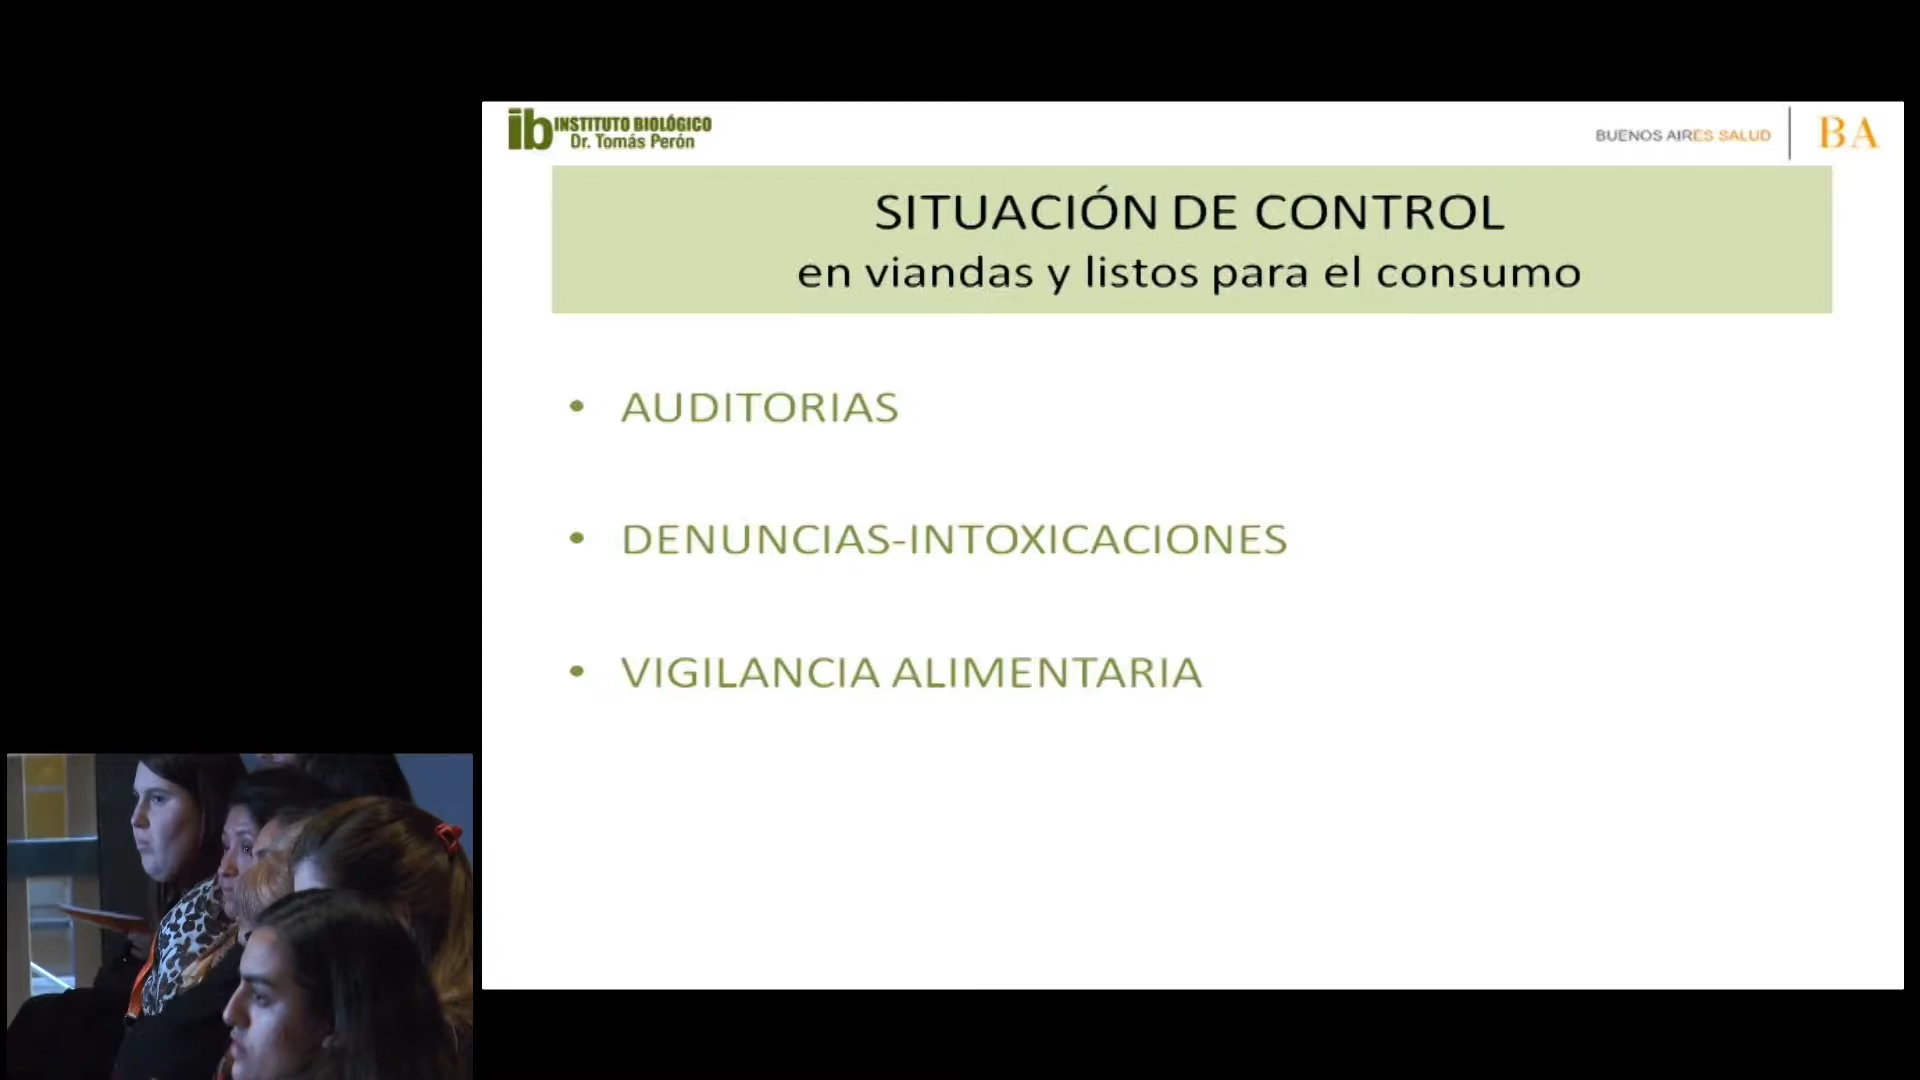 ib INSTITUTO BIOLÓGICO
Dr. Tomás Perón
BUENOS AIRES SALUD
BA
SITUACIÓN DE CONTROL
en viandas y listos para el consumo
• AUDITORIAS
• DENUNCIAS-INTOXICACIONES
• VIGILANCIA ALIMENTARIA